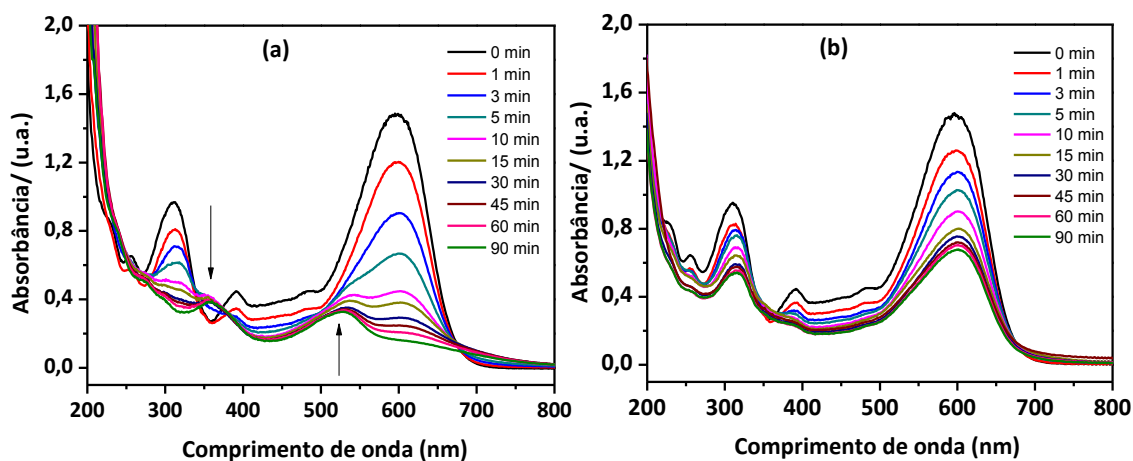 2,0
1,6
1,2
0,8
0,4
0,0
Absorbância/ (u.a.)
(a)
0 min
1 min
3 min
5 min
10 min
15 min
30 min
45 min
60 min
90 min
200 300 400 500 600 700 800
Comprimento de onda (nm)
2,0
1,6
1,2
0,8
0,4
0,0
Absorbância/ (u.a.)
(b)
0 min
1 min
3 min
5 min
10 min
15 min
30 min
45 min
60 min
90 min
200 300 400 500 600 700 800
Comprimento de onda (nm)